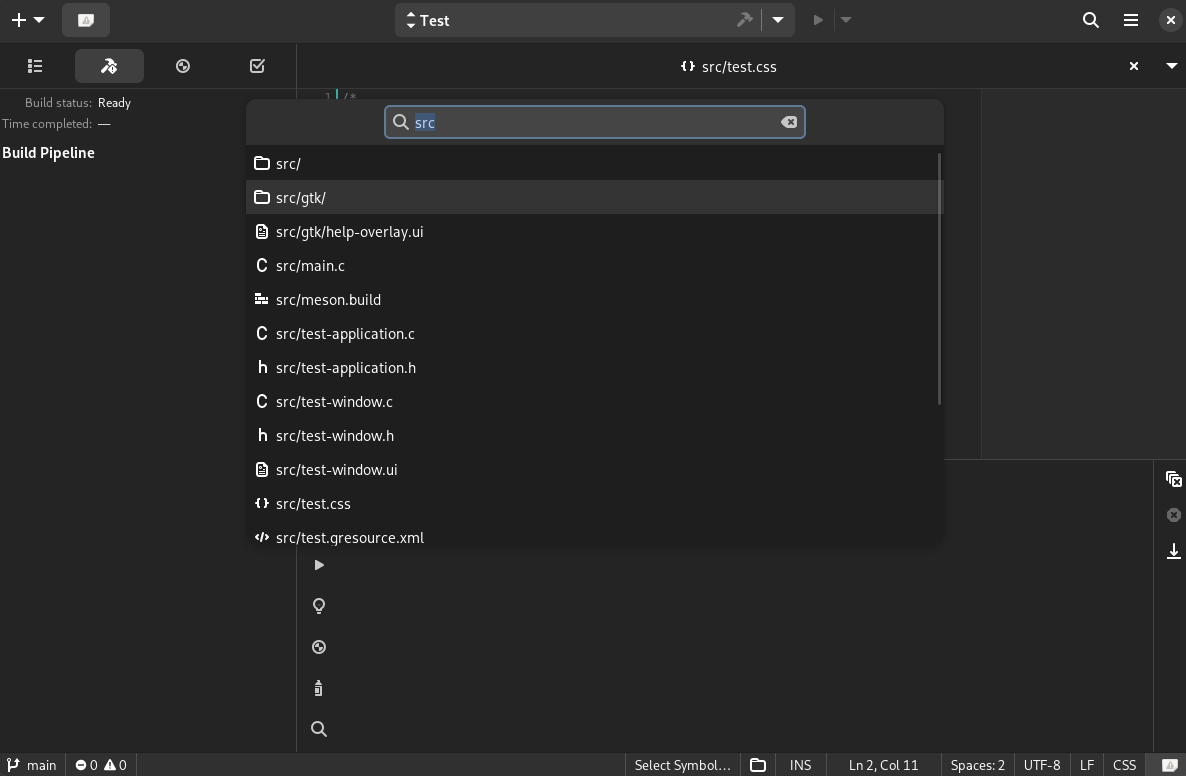 Test
src/test.css
Build status: Ready
Time completed: —
Build Pipeline
1 /*
src
src/
src/gtk/
src/gtk/help-overlay.ui
src/main.c
src/meson.build
src/test-application.c
src/test-application.h
src/test-window.c
src/test-window.h
src/test-window.ui
src/test.css
src/test.gresource.xml
main 0 0 Select Symbol… INS Ln 2, Col 11 Spaces: 2 UTF-8 LF CSS